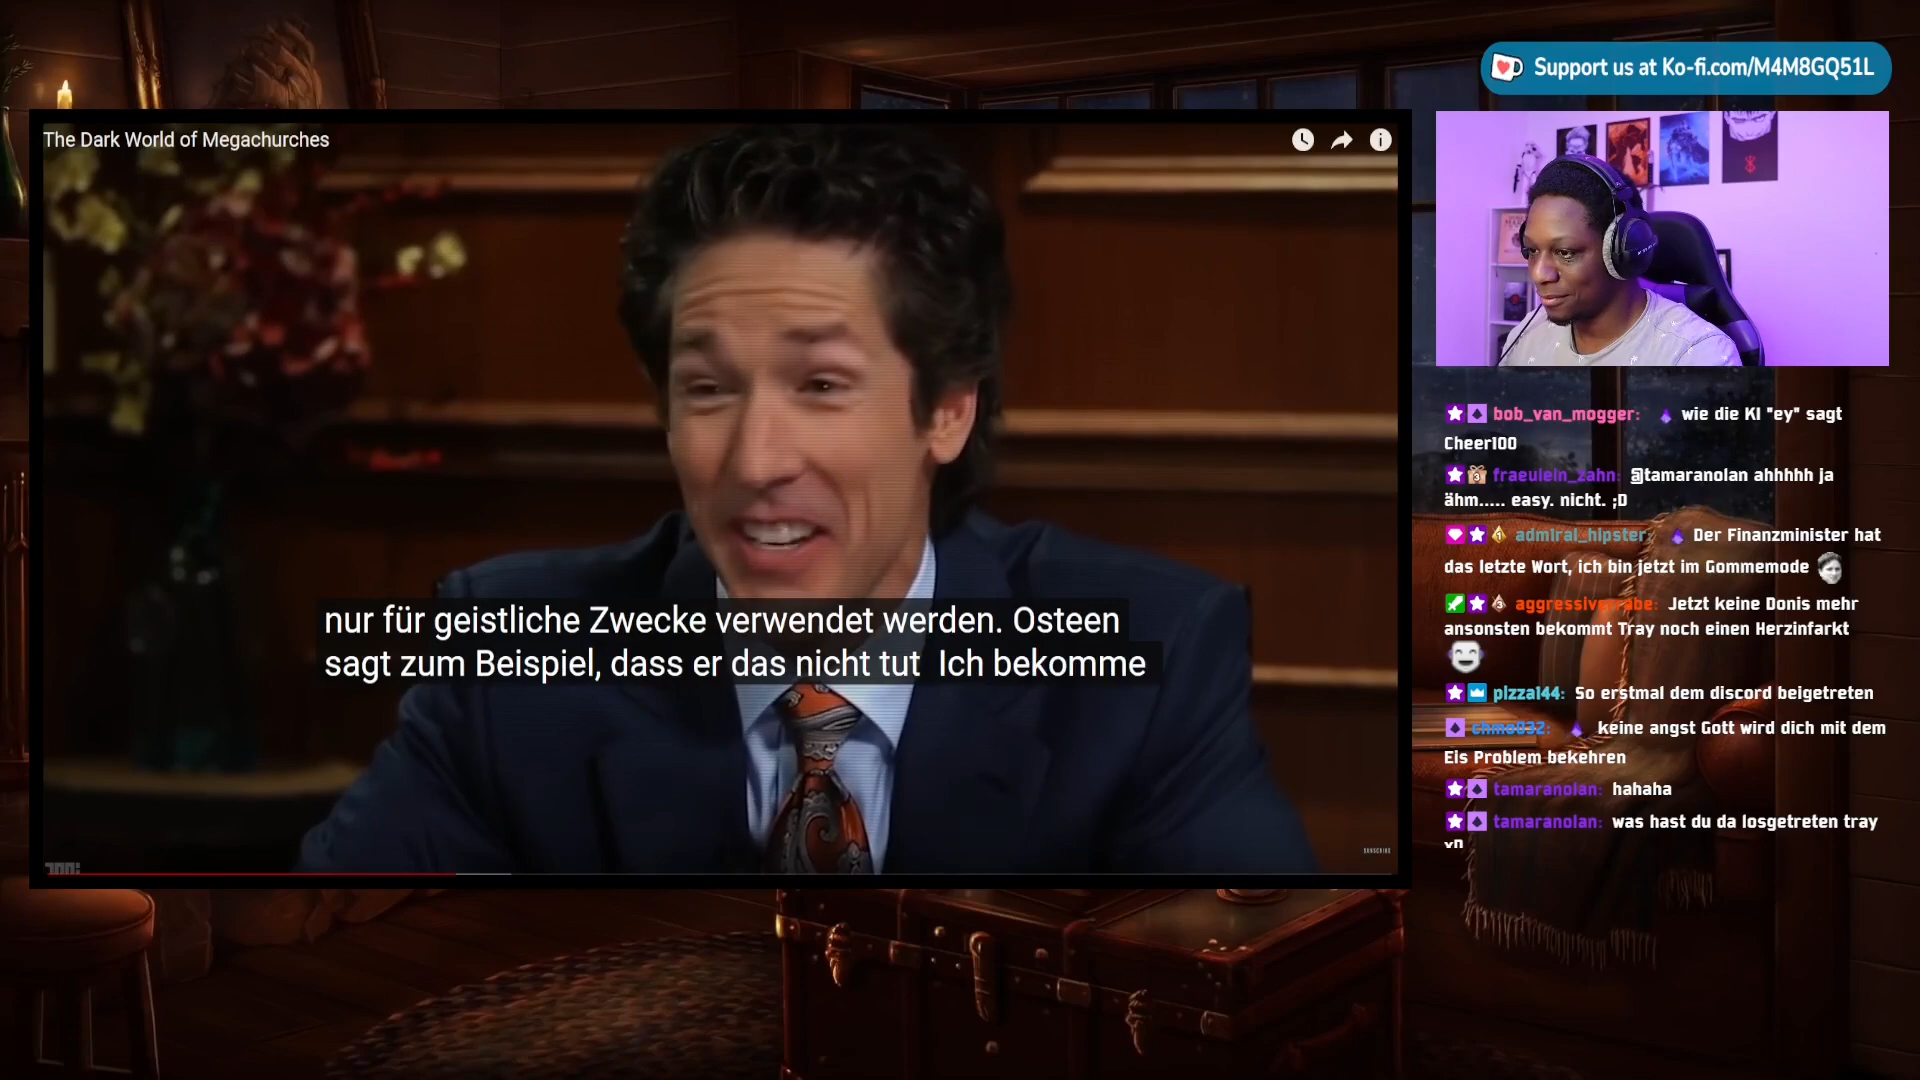 Support us at Ko-fi.com/M4M8GQ51L
The Dark World of Megachurches
nur für geistliche Zwecke verwendet werden. Osteen
sagt zum Beispiel, dass er das nicht tut Ich bekomme
SUBSCRIBE
bob_van_mogger: wie die KI "ey" sagt
Cheer100
fraeulein_zahn: @tamaranolan ahhhhh ja
ähm..... easy. nicht. ;D
admiral_hipster: Der Finanzminister hat
das letzte Wort, ich bin jetzt im Gommemode
aggressiverrabe: Jetzt keine Donis mehr
ansonsten bekommt Tray noch einen Herzinfarkt
pizza144: So erstmal dem discord beigetreten
chmo032: keine angst Gott wird dich mit dem
Eis Problem bekehren
tamaranolan: hahaha
tamaranolan: was hast du da losgetreten tray